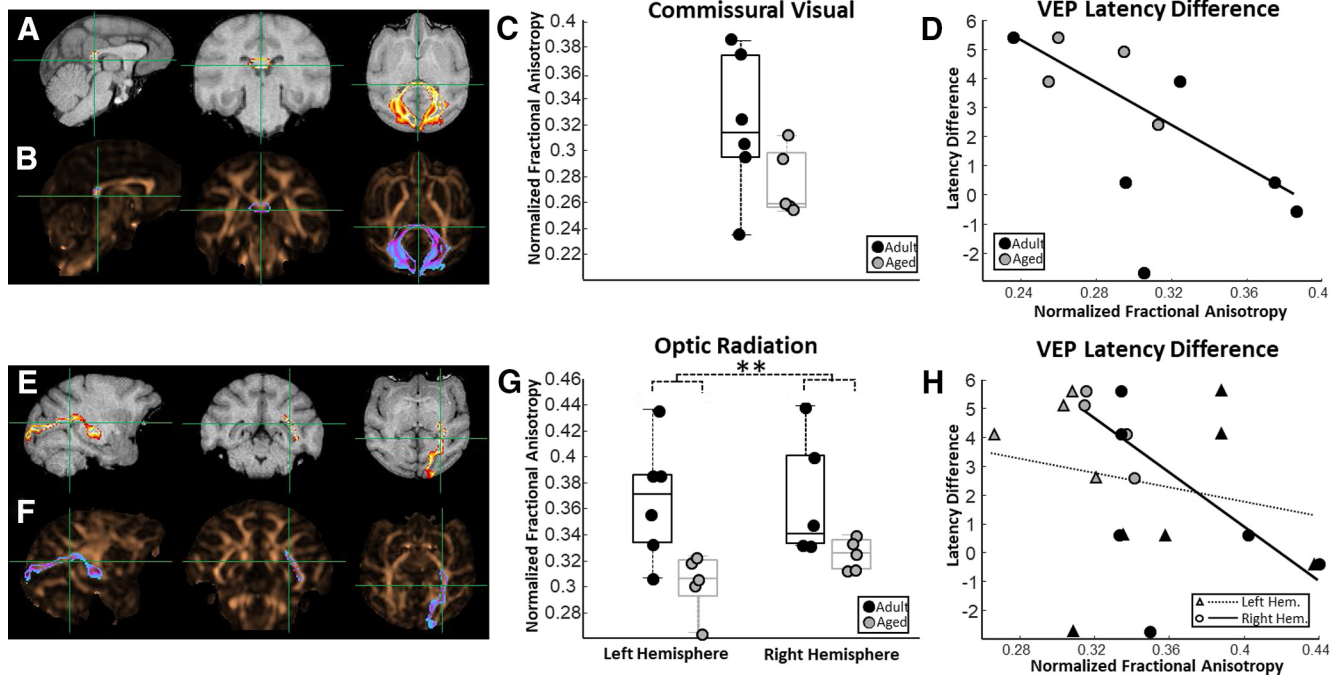 A
B
C
Commissural Visual
Normalized Fractional Anisotropy
0.4
0.38
0.36
0.34
0.32
0.3
0.28
0.26
0.24
0.22
Adult
Aged
D
VEP Latency Difference
Latency Difference
6
5
4
3
2
1
0
-1
-2
Adult
Aged
0.24 0.28 0.32 0.36 0.4
Normalized Fractional Anisotropy
E
F
G
Optic Radiation
**
Normalized Fractional Anisotropy
0.46
0.44
0.42
0.4
0.38
0.36
0.34
0.32
0.3
0.28
Adult
Aged
Left Hemisphere Right Hemisphere
H
VEP Latency Difference
Latency Difference
6
5
4
3
2
1
0
-1
-2
Left Hem.
Right Hem.
0.28 0.32 0.36 0.4 0.44
Normalized Fractional Anisotropy